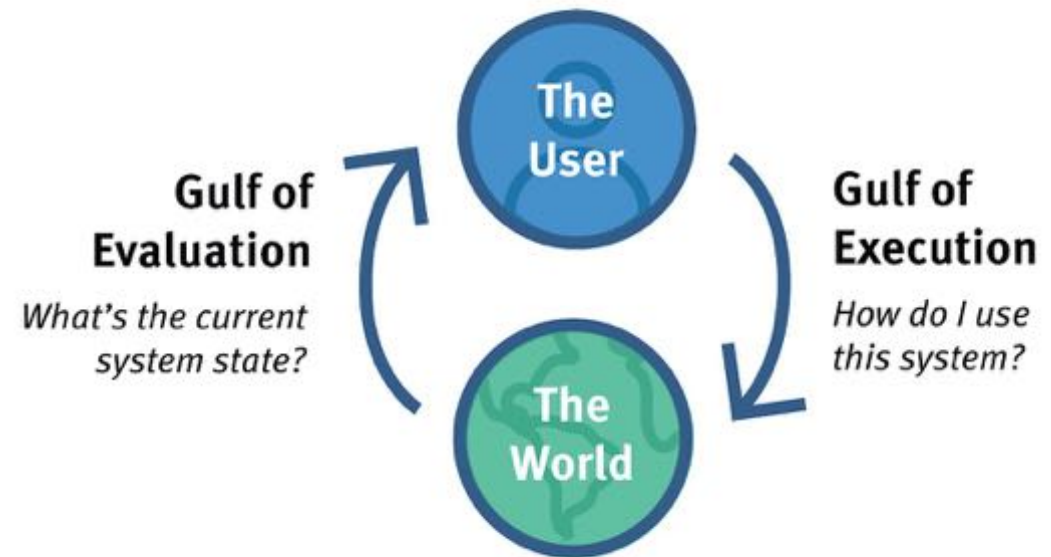 The
User
Gulf of
Evaluation
What's the current
system state?
Gulf of
Execution
How do I use
this system?
The
World